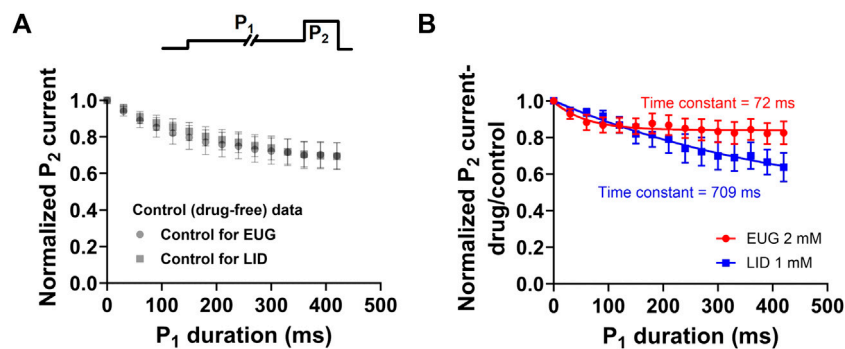 A
P1
P2
Normalized P2 current
1.0
0.8
0.6
0.4
0.2
0.0
Control (drug-free) data
Control for EUG
Control for LID
0 100 200 300 400 500
P1 duration (ms)
B
Normalized P2 current-
drug/control
1.0
0.8
0.6
0.4
0.2
0.0
Time constant = 72 ms
Time constant = 709 ms
EUG 2 mM
LID 1 mM
0 100 200 300 400 500
P1 duration (ms)